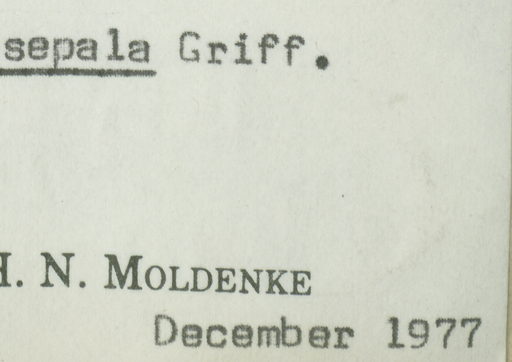 sepala Griff.
H. N. MOLDENKE
December 1977